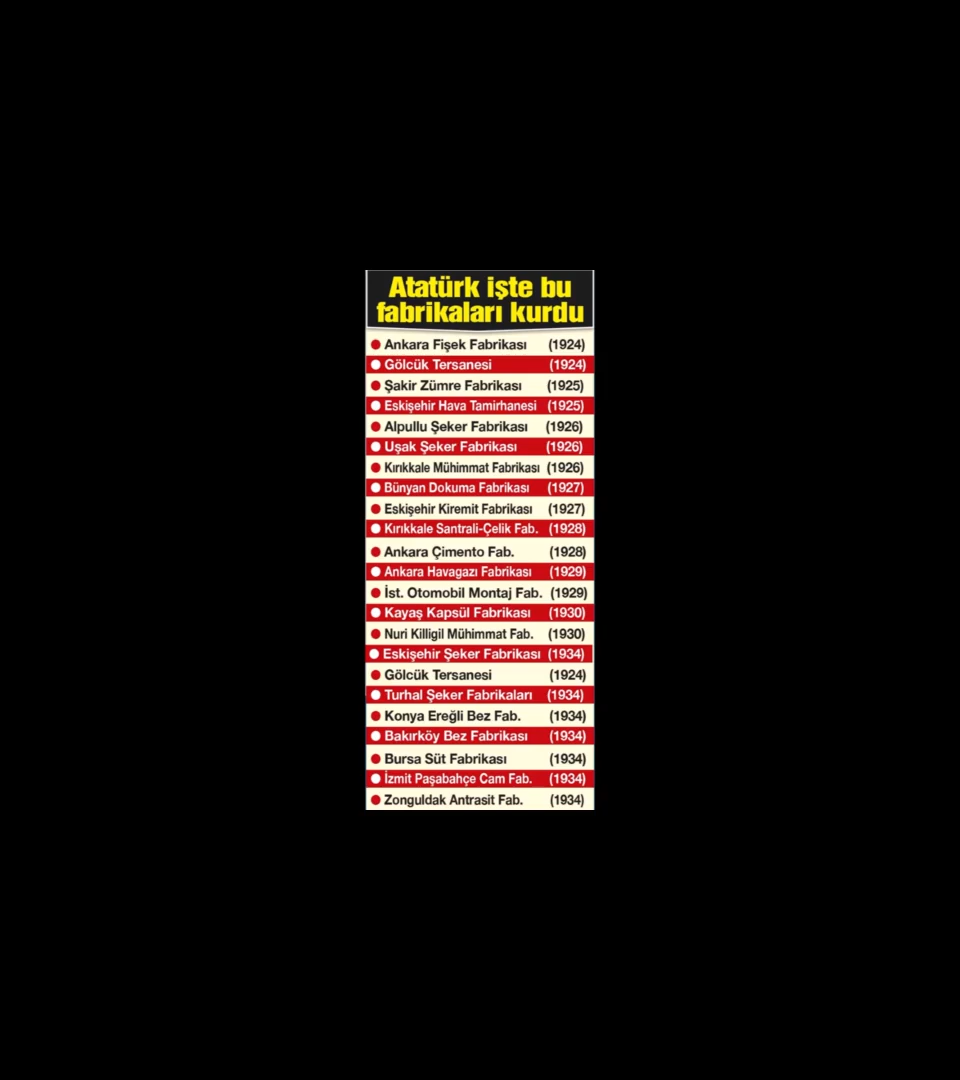 Atatürk işte bu
fabrikaları kurdu
Ankara Fişek Fabrikası (1924)
Gölcük Tersanesi (1924)
Şakir Zümre Fabrikası (1925)
Eskişehir Hava Tamirhanesi (1925)
Alpullu Şeker Fabrikası (1926)
Uşak Şeker Fabrikası (1926)
Kırıkkale Mühimmat Fabrikası (1926)
Bünyan Dokuma Fabrikası (1927)
Eskişehir Kiremit Fabrikası (1927)
Kırıkkale Santrali-Çelik Fab. (1928)
Ankara Çimento Fab. (1928)
Ankara Havagazı Fabrikası (1929)
İst. Otomobil Montaj Fab. (1929)
Kayaş Kapsül Fabrikası (1930)
Nuri Killigil Mühimmat Fab. (1930)
Eskişehir Şeker Fabrikası (1934)
Gölcük Tersanesi (1924)
Turhal Şeker Fabrikaları (1934)
Konya Ereğli Bez Fab. (1934)
Bakırköy Bez Fabrikası (1934)
Bursa Süt Fabrikası (1934)
İzmit Paşabahçe Cam Fab. (1934)
Zonguldak Antrasit Fab. (1934)